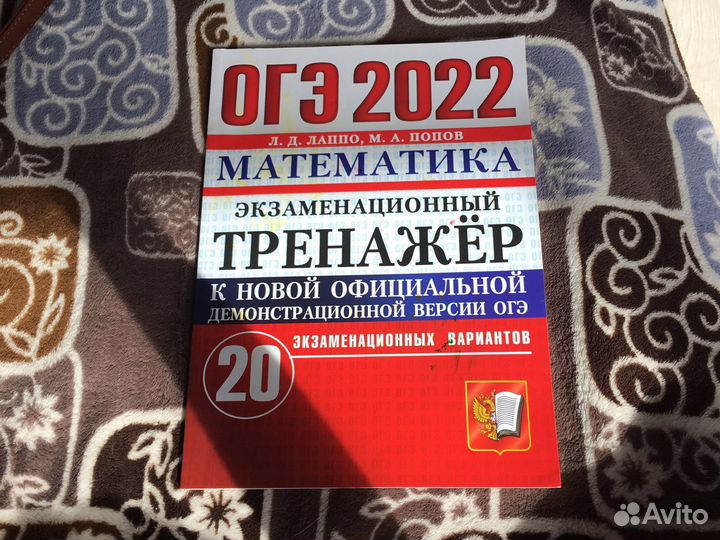 ОГЭ 2022
Л. Д. ЛАППО, М. А. ПОПОВ
МАТЕМАТИКА
ЭКЗАМЕНАЦИОННЫЙ
ТРЕНАЖЁР
К НОВОЙ ОФИЦИАЛЬНОЙ
ДЕМОНСТРАЦИОННОЙ ВЕРСИИ ОГЭ
20 ЭКЗАМЕНАЦИОННЫХ ВАРИАНТОВ
Avito